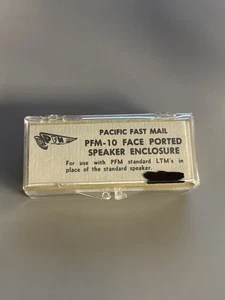 PFM
PACIFIC FAST MAIL
PFM-10 FACE PORTED
SPEAKER ENCLOSURE
For use with PFM standard LTM's in
place of the standard speaker.